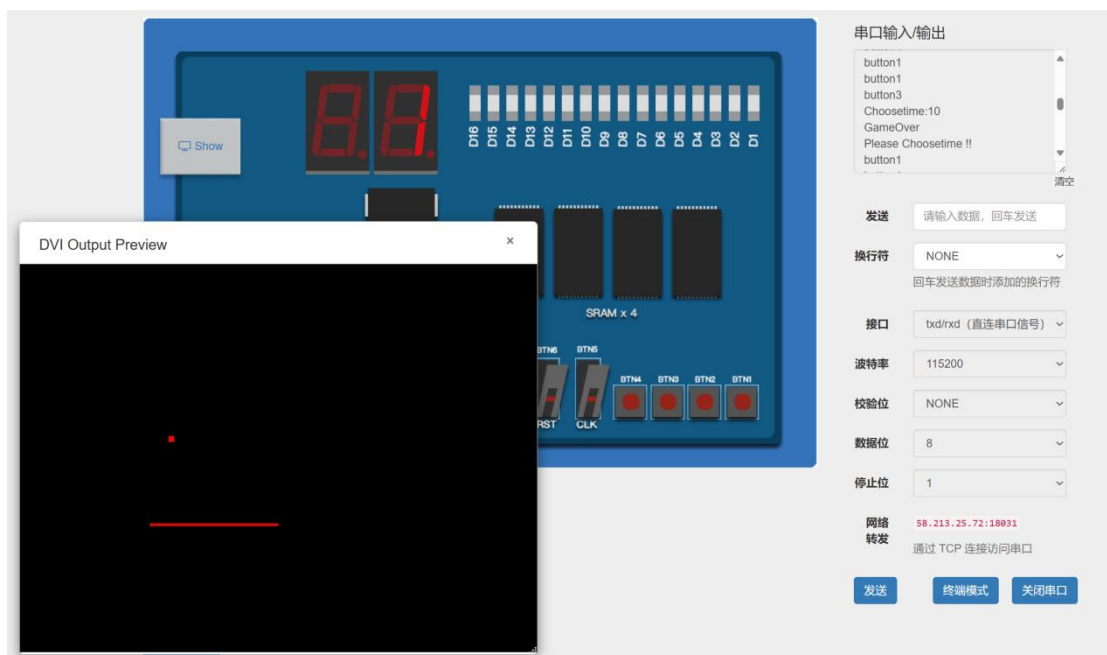 串口输入/输出
button1
button1
button3
Choosetime:10
GameOver
Please Choosetime !!
button1
清空
Show
D16 D15 D14 D13 D12 D11 D10 D9 D8 D7 D6 D5 D4 D3 D2 D1
发送 请输入数据，回车发送
DVI Output Preview ×
换行符 NONE
回车发送数据时添加的换行符
SRAM x 4
接口 txd/rxd（直连串口信号）
BTN6 BTN5
波特率 115200
BTN4 BTN3 BTN2 BTN1
校验位 NONE
RST CLK
数据位 8
停止位 1
网络转发 58.213.25.72:18031
通过 TCP 连接访问串口
发送 终端模式 关闭串口